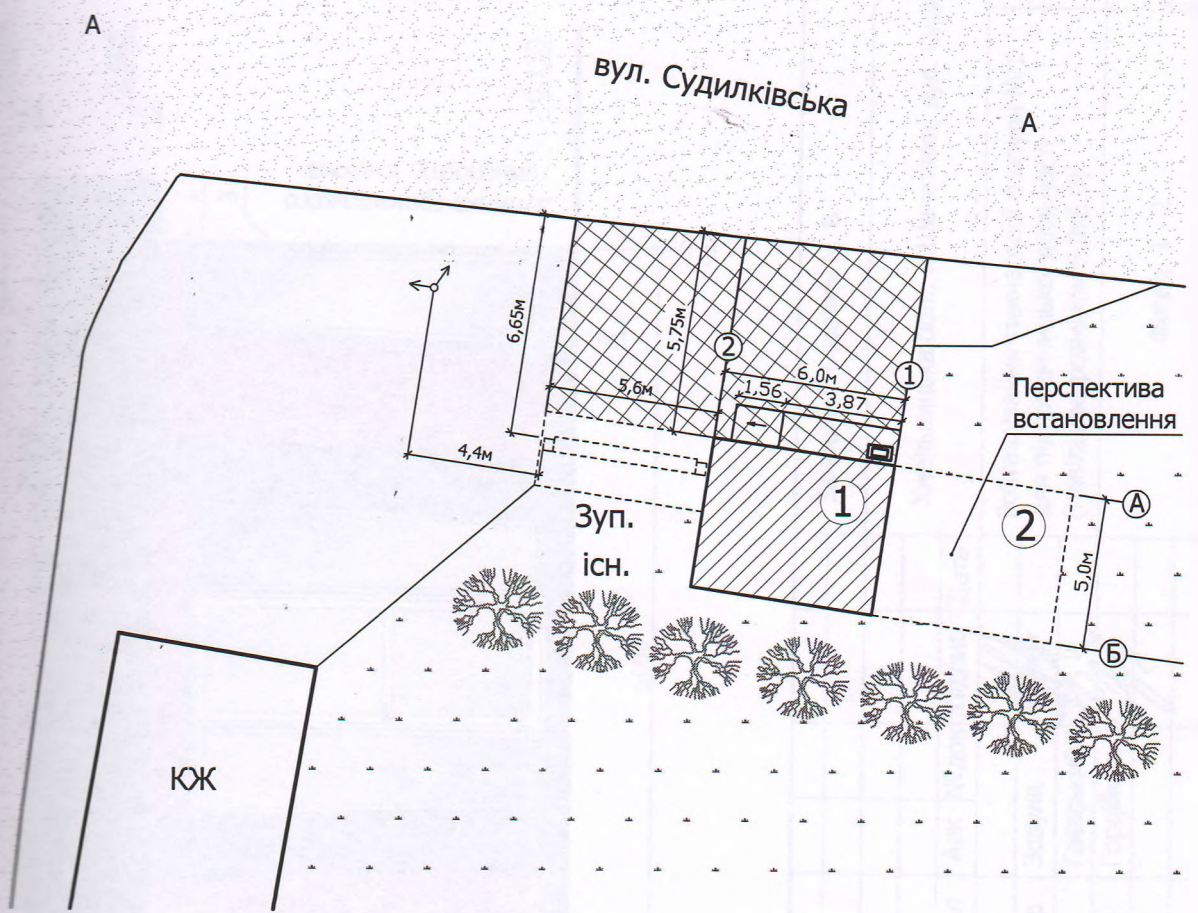 А
вул. Судилківська
А
6,65м
5,75м
2
6,0м
1
5,6м
1,56
3,87
Перспектива
встановлення
4,4м
1
2
А
Зуп.
існ.
5,0м
Б
КЖ